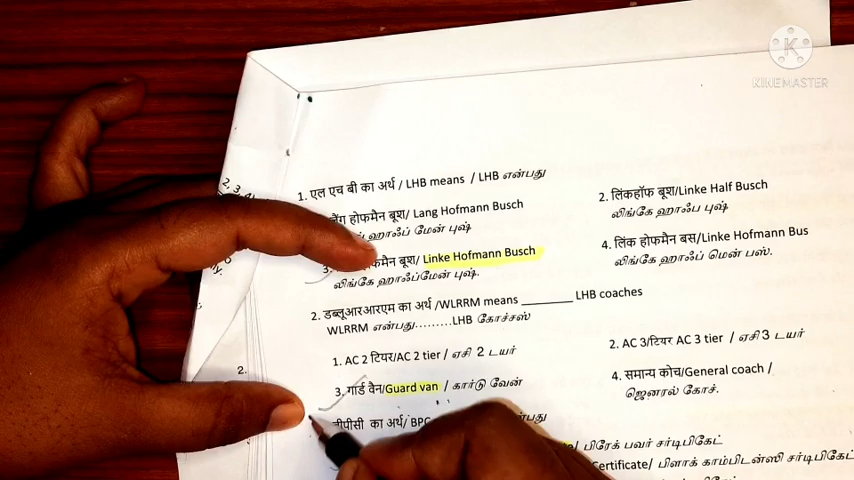 KINEMASTER
1. एल एच बी का अर्थ / LHB means / LHB என்பது
लैंग होफमैन बूश/ Lang Hofmann Busch
ஹாஃப் மேன் புஷ்
2. लिंकहॉफ बूश/Linke Half Busch
லிங்கே ஹாஃப புஷ்
3. बूश/ Linke Hofmann Busch
லிங்கே ஹாஃப்மேன் புஷ்.
4. लिंक होफमैन बस/Linke Hofmann Bus
லிங்கே ஹாஃப் மென் பஸ்.
2. डब्लूआरआरएम का अर्थ /WLRRM means ________ LHB coaches
WLRRM என்பது.........LHB கோச்சஸ்
1. AC 2 टियर/AC 2 tier / ஏசி 2 டயர்
2. AC 3/टियर AC 3 tier / ஏசி 3 டயர்
3. गार्ड वैन/Guard van / கார்டு வேன்
4. समान्य कोच/General coach /
ஜெனரல் கோச்.
बीपीसी का अर्थ/ BPC
பிரேக் பவர் சர்டிபிகேட்
Certificate/ பிளாக் காம்பிடன்ஸி சர்டிபிகேட்
2.